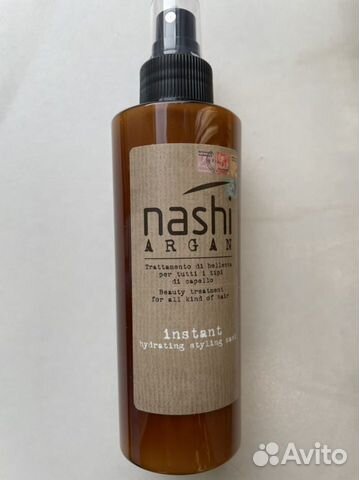 nashi
ARGAN
Trattamento di bellezza
per tutti i tipi
di capello
Beauty treatment
for all kind of hair
instant
hydrating styling
Avito